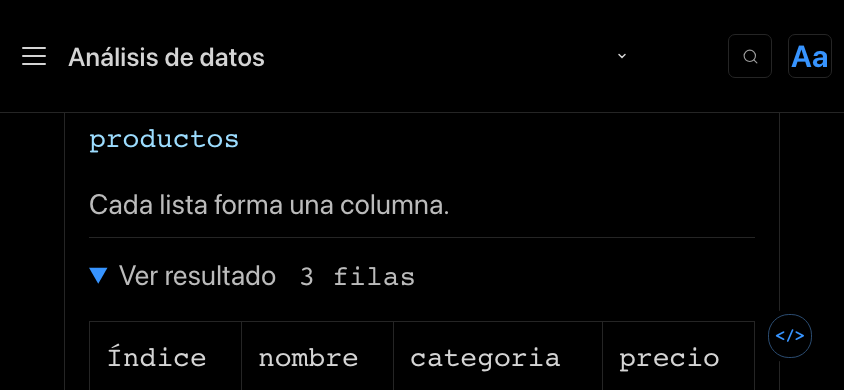 Análisis de datos
Aa
productos
Cada lista forma una columna.
▼ Ver resultado 3 filas
</>
Índice nombre categoria precio